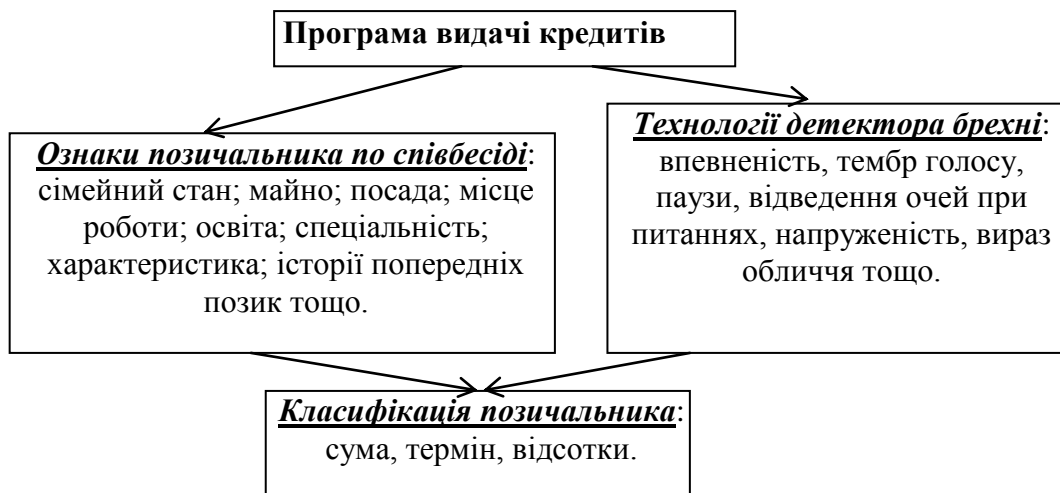 Програма видачі кредитів
Ознаки позичальника по співбесіді:
сімейний стан; майно; посада; місце
роботи; освіта; спеціальність;
характеристика; історії попередніх
позик тощо.
Технології детектора брехні:
впевненість, тембр голосу,
паузи, відведення очей при
питаннях, напруженість, вираз
обличчя тощо.
Класифікація позичальника:
сума, термін, відсотки.